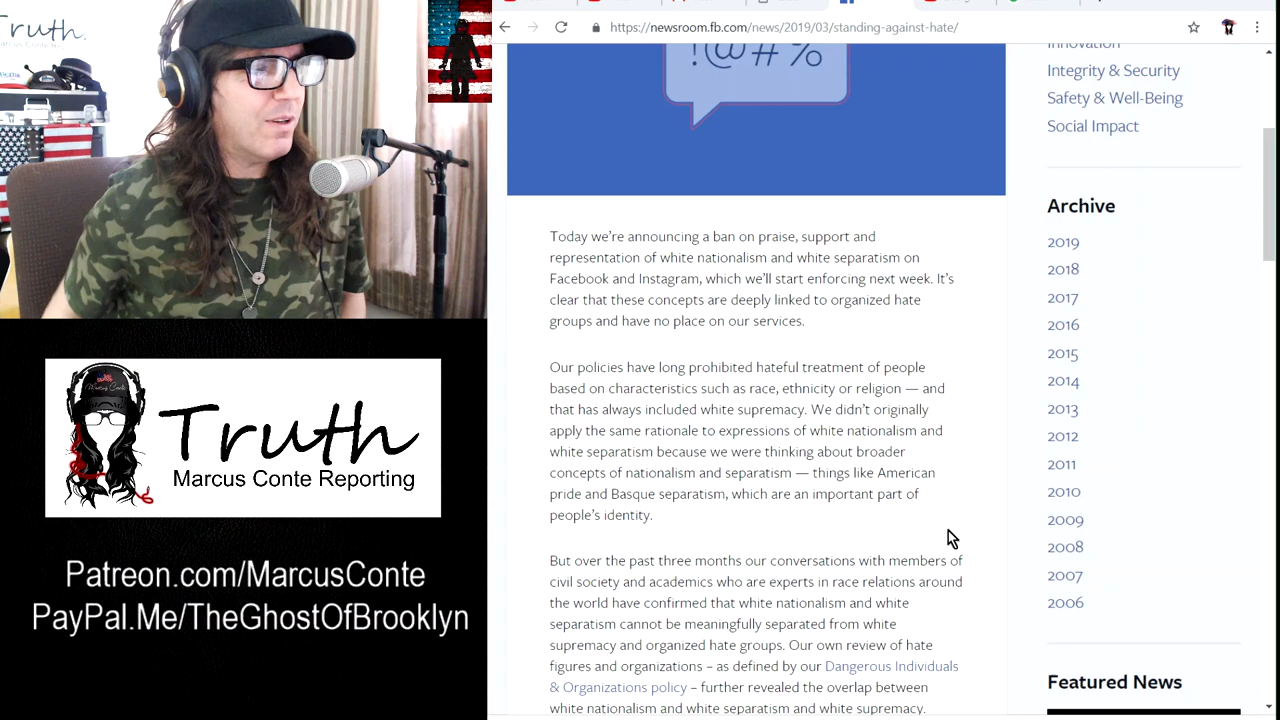 Truth.
Marcus Conte Reporting
Truth
Marcus Conte Reporting
Patreon.com/MarcusConte
PayPal.Me/TheGhostOfBrooklyn
https://newsroom.fb.com/news/2019/03/standing-against-hate/
!@#%
Today we’re announcing a ban on praise, support and
representation of white nationalism and white separatism on
Facebook and Instagram, which we’ll start enforcing next week. It’s
clear that these concepts are deeply linked to organized hate
groups and have no place on our services.
Our policies have long prohibited hateful treatment of people
based on characteristics such as race, ethnicity or religion — and
that has always included white supremacy. We didn’t originally
apply the same rationale to expressions of white nationalism and
white separatism because we were thinking about broader
concepts of nationalism and separatism — things like American
pride and Basque separatism, which are an important part of
people’s identity.
But over the past three months our conversations with members of
civil society and academics who are experts in race relations around
the world have confirmed that white nationalism and white
separatism cannot be meaningfully separated from white
supremacy and organized hate groups. Our own review of hate
figures and organizations – as defined by our Dangerous Individuals
& Organizations policy – further revealed the overlap between
white nationalism and white separatism and white supremacy.
Innovation
Integrity & Security
Safety & Well-Being
Social Impact
Archive
2019
2018
2017
2016
2015
2014
2013
2012
2011
2010
2009
2008
2007
2006
Featured News